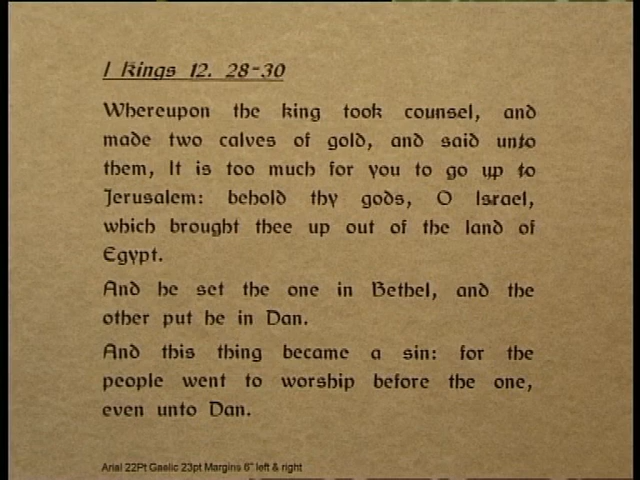 I Kings 12. 28-30
Whereupon the king took counsel, and
made two calves of gold, and said unto
them, It is too much for you to go up to
Jerusalem: behold thy gods, O Israel,
which brought thee up out of the land of
Egypt.
And he set the one in Bethel, and the
other put he in Dan.
And this thing became a sin: for the
people went to worship before the one,
even unto Dan.
Arial 22Pt Gaelic 23pt Margins 6" left & right